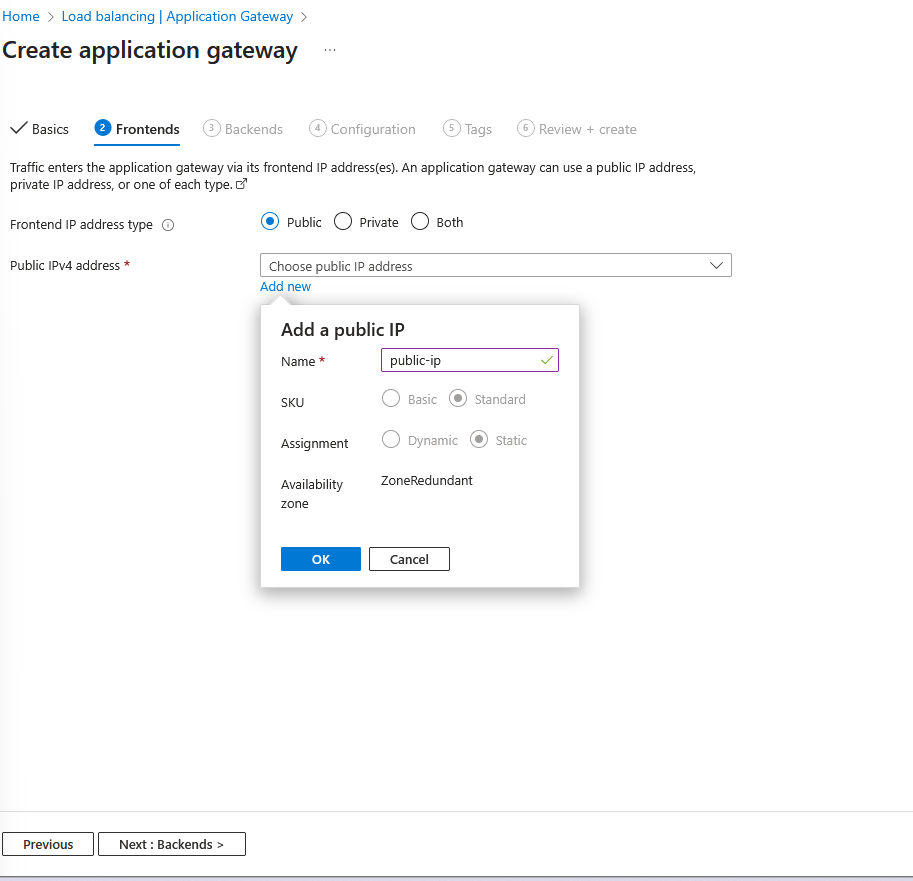 Home > Load balancing | Application Gateway >
Create application gateway ...
Basics 2 Frontends 3 Backends 4 Configuration 5 Tags 6 Review + create
Traffic enters the application gateway via its frontend IP address(es). An application gateway can use a public IP address,
private IP address, or one of each type.
Frontend IP address type Public Private Both
Public IPv4 address * Choose public IP address
Add new
Add a public IP
Name * public-ip
SKU Basic Standard
Assignment Dynamic Static
Availability ZoneRedundant
zone
OK Cancel
Previous Next : Backends >